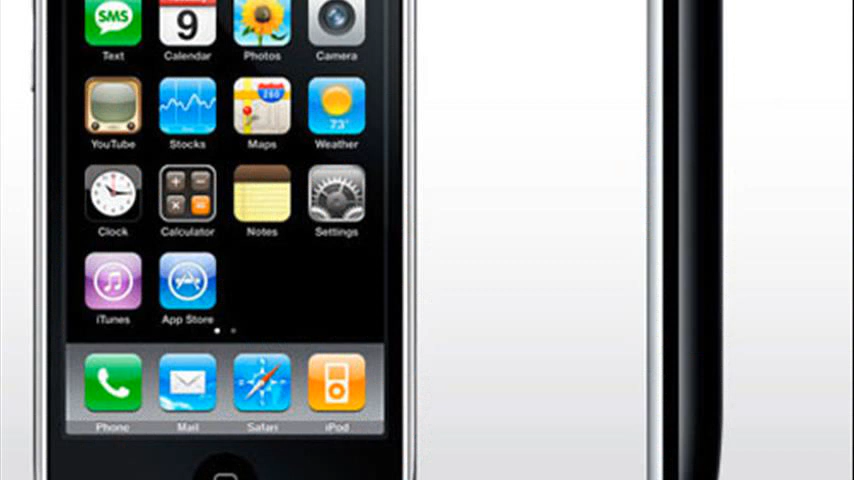 SMS
9
Text Calendar Photos Camera
280
73°
YouTube Stocks Maps Weather
Clock Calculator Notes Settings
iTunes App Store
Phone Mail Safari iPod